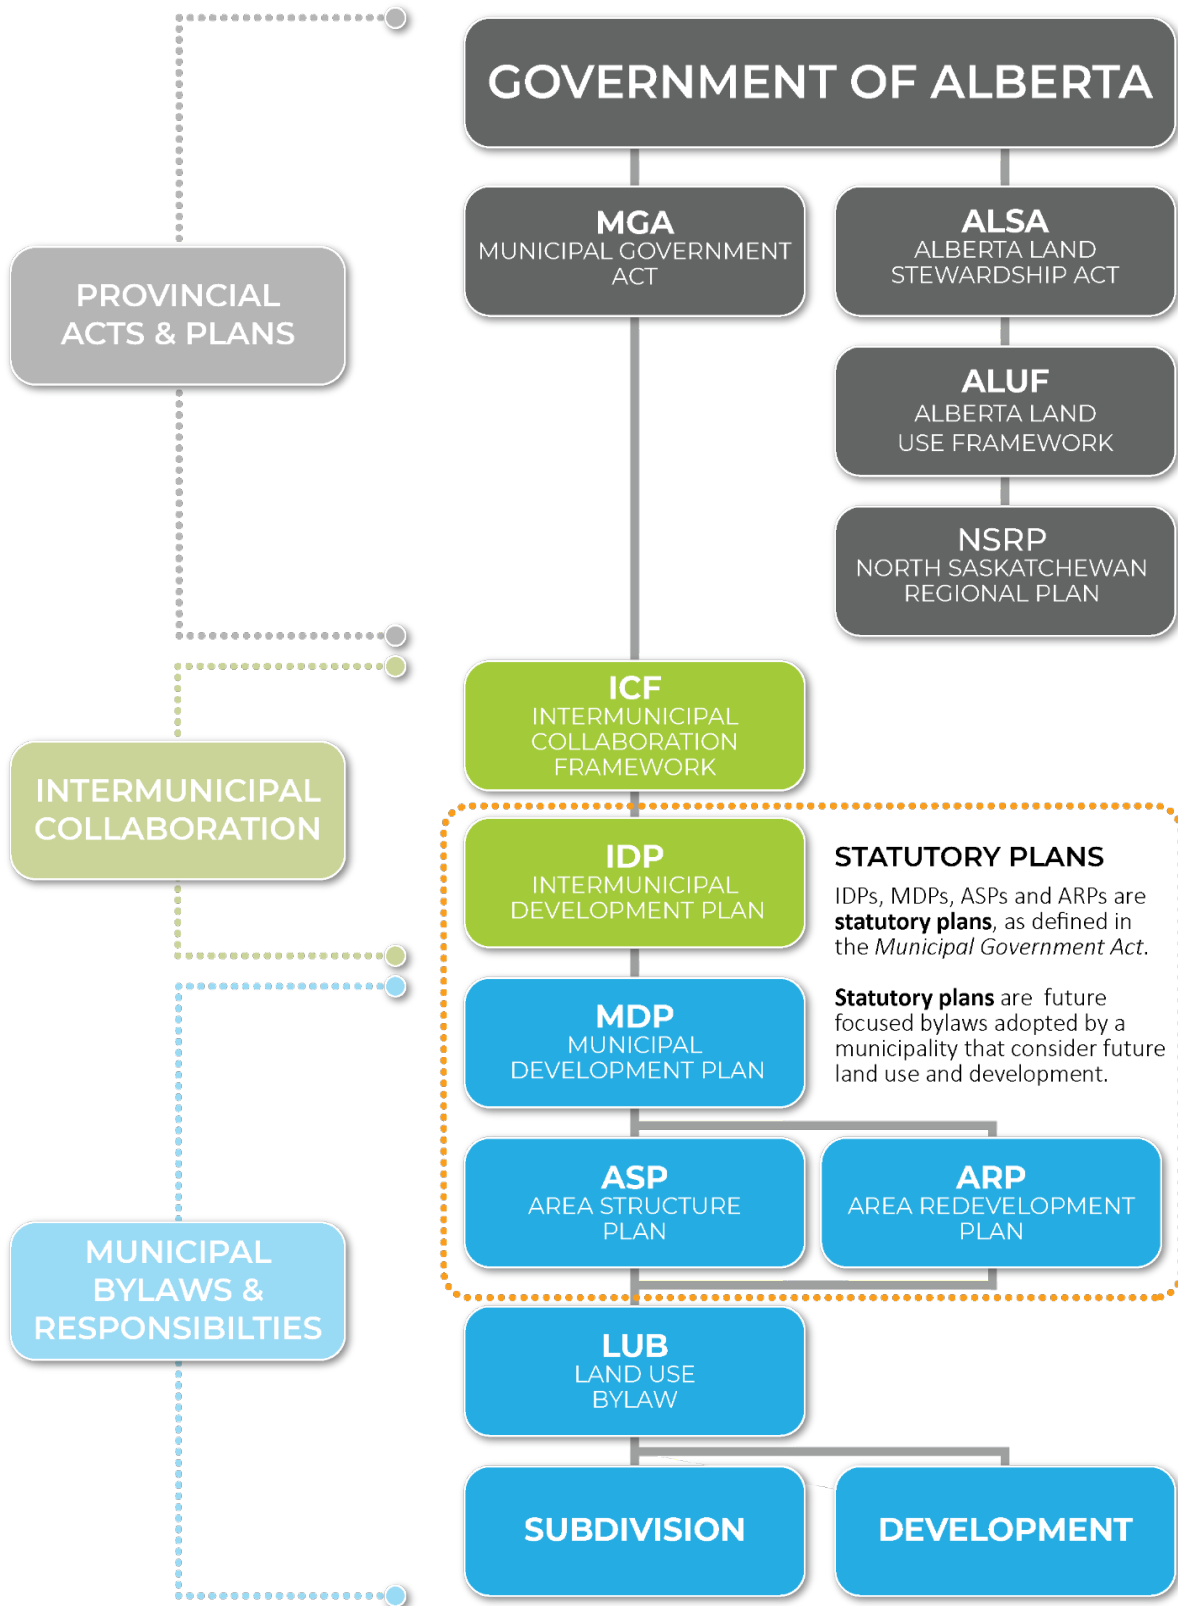 GOVERNMENT OF ALBERTA
PROVINCIAL
ACTS & PLANS
MGA
MUNICIPAL GOVERNMENT
ACT
ALSA
ALBERTA LAND
STEWARDSHIP ACT
ALUF
ALBERTA LAND
USE FRAMEWORK
NSRP
NORTH SASKATCHEWAN
REGIONAL PLAN
INTERMUNICIPAL
COLLABORATION
ICF
INTERMUNICIPAL
COLLABORATION
FRAMEWORK
IDP
INTERMUNICIPAL
DEVELOPMENT PLAN
STATUTORY PLANS
IDPs, MDPs, ASPs and ARPs are
statutory plans, as defined in
the Municipal Government Act.
Statutory plans are future
focused bylaws adopted by a
municipality that consider future
land use and development.
MUNICIPAL
BYLAWS &
RESPONSIBILTIES
MDP
MUNICIPAL
DEVELOPMENT PLAN
ASP
AREA STRUCTURE
PLAN
ARP
AREA REDEVELOPMENT
PLAN
LUB
LAND USE
BYLAW
SUBDIVISION
DEVELOPMENT